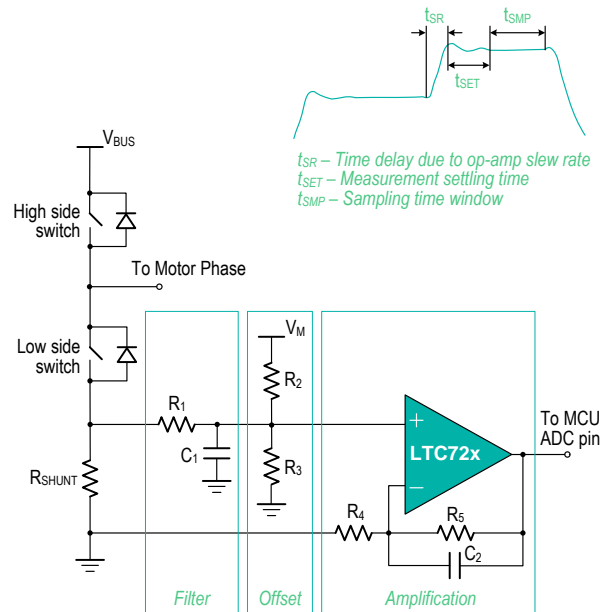 tSR
tSMP
tSET
tSR – Time delay due to op-amp slew rate
tSET – Measurement settling time
tSMP – Sampling time window
VBUS
High side
switch
To Motor Phase
Low side
switch
VM
R2
R1
C1
R3
RSHUNT
+
LTC72x
−
To MCU
ADC pin
R4
R5
C2
Filter
Offset
Amplification